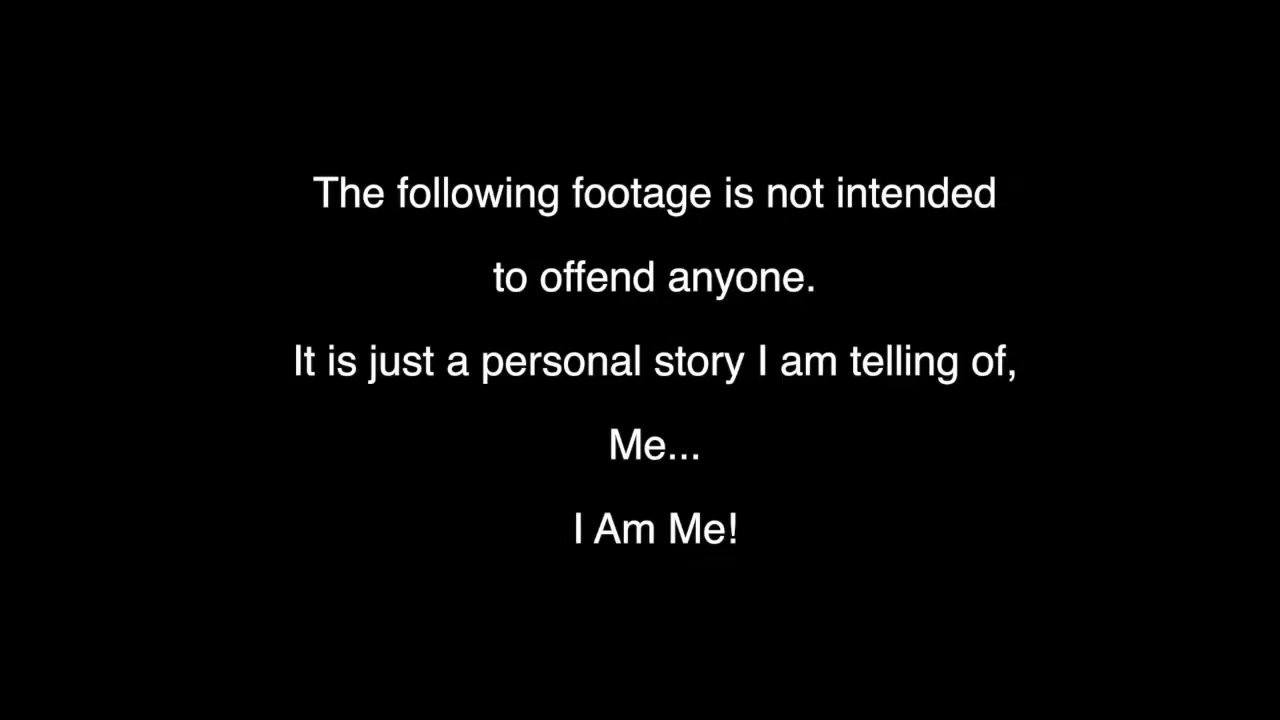 The following footage is not intended
to offend anyone.
It is just a personal story I am telling of,
Me...
I Am Me!